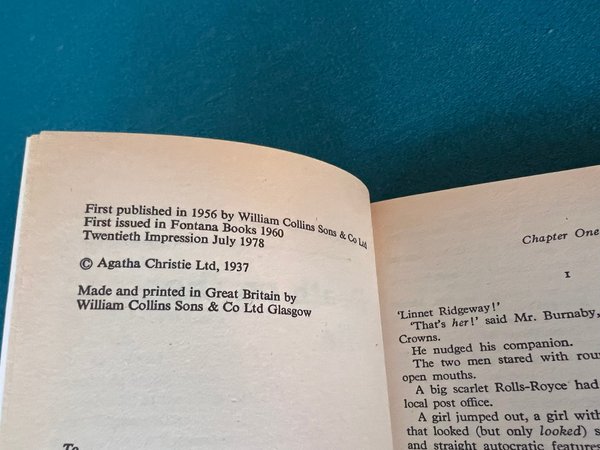 First published in 1956 by William Collins Sons & Co Ltd
First issued in Fontana Books 1960
Twentieth Impression July 1978
© Agatha Christie Ltd, 1937
Made and printed in Great Britain by
William Collins Sons & Co Ltd Glasgow
To
Chapter One
1
'Linnet Ridgeway!'
'That's her!' said Mr. Burnaby,
Crowns.
He nudged his companion.
The two men stared with
open mouths.
A big scarlet Rolls-Royce had
local post office.
A girl jumped out, a girl with
that looked (but only looked)
and straight autocratic features